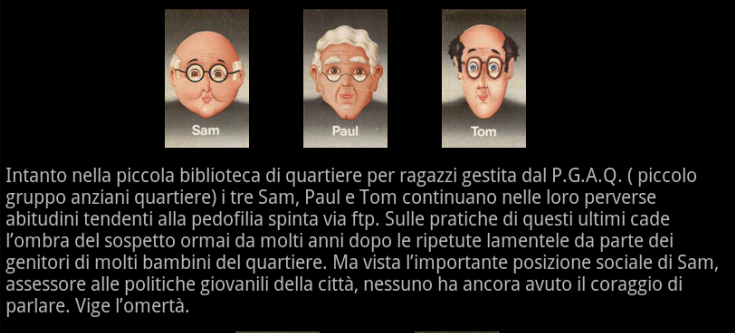 Sam Paul Tom
Intanto nella piccola biblioteca di quartiere per ragazzi gestita dal P.G.A.Q. ( piccolo
gruppo anziani quartiere) i tre Sam, Paul e Tom continuano nelle loro perverse
abitudini tendenti alla pedofilia spinta via ftp. Sulle pratiche di questi ultimi cade
l’ombra del sospetto ormai da molti anni dopo le ripetute lamentele da parte dei
genitori di molti bambini del quartiere. Ma vista l’importante posizione sociale di Sam,
assessore alle politiche giovanili della città, nessuno ha ancora avuto il coraggio di
parlare. Vige l’omertà.